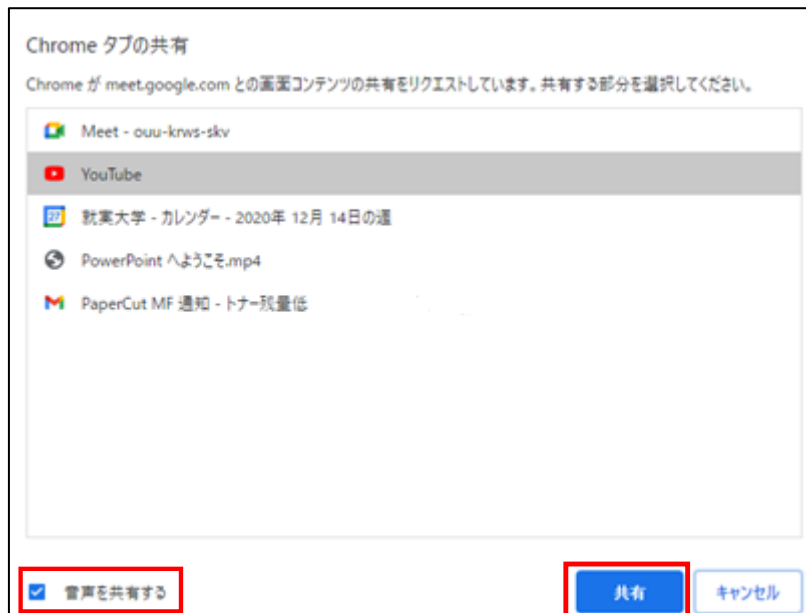 Chrome タブの共有
Chrome が meet.google.com との画面コンテンツの共有をリクエストしています。共有する部分を選択してください。
Meet - ouu-krws-skv
YouTube
27 就実大学 - カレンダー - 2020年 12月 14日の週
PowerPoint へようこそ.mp4
PaperCut MF 通知 - トナー残量低
音声を共有する 共有 キャンセル